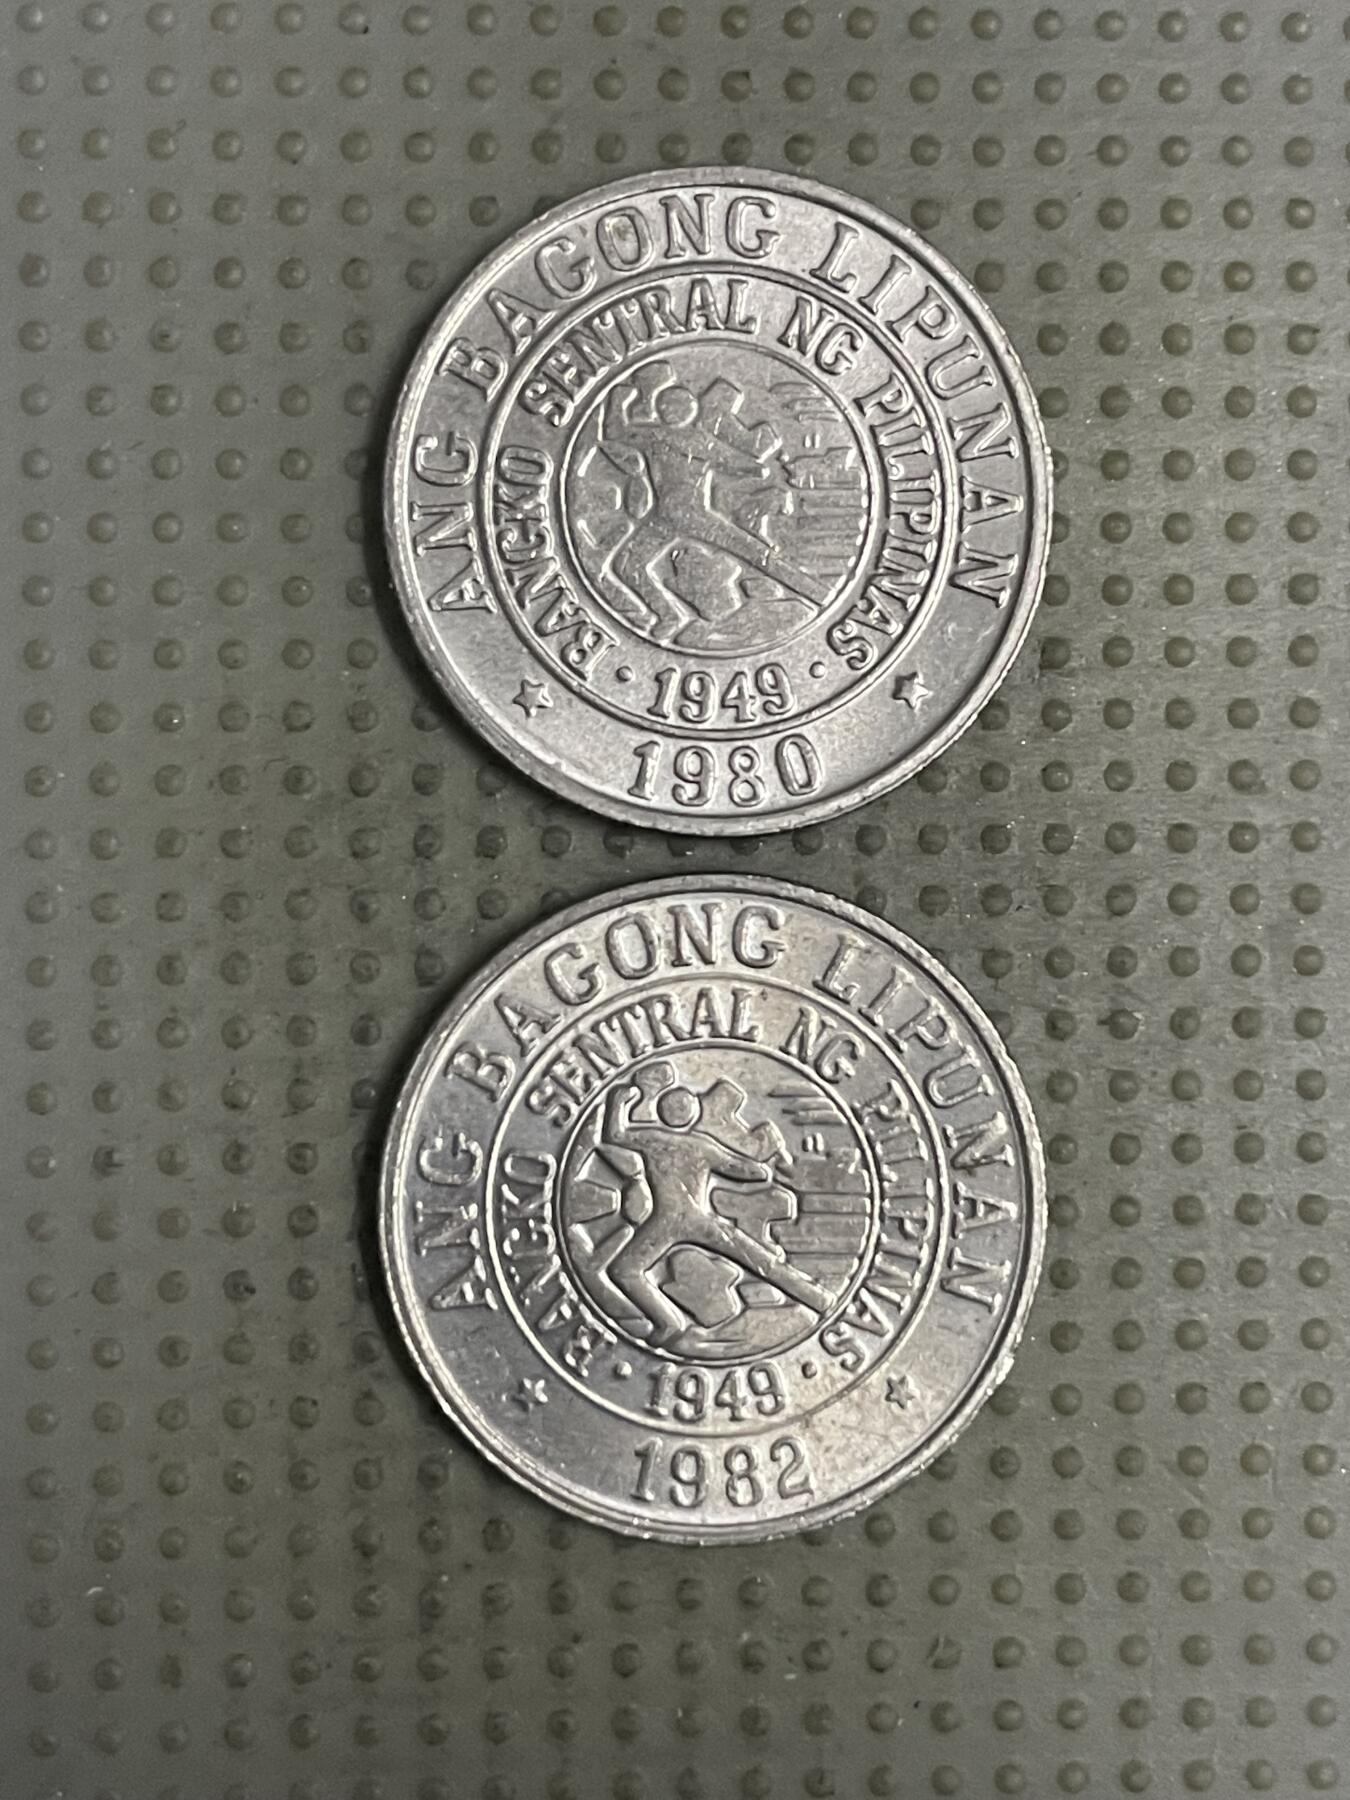 ANG BAGONG LIPUNAN
BANGKO SENTRAL NG PILIPINAS
· 1949 ·
1980
ANG BAGONG LIPUNAN
BANGKO SENTRAL NG PILIPINAS
· 1949 ·
1982